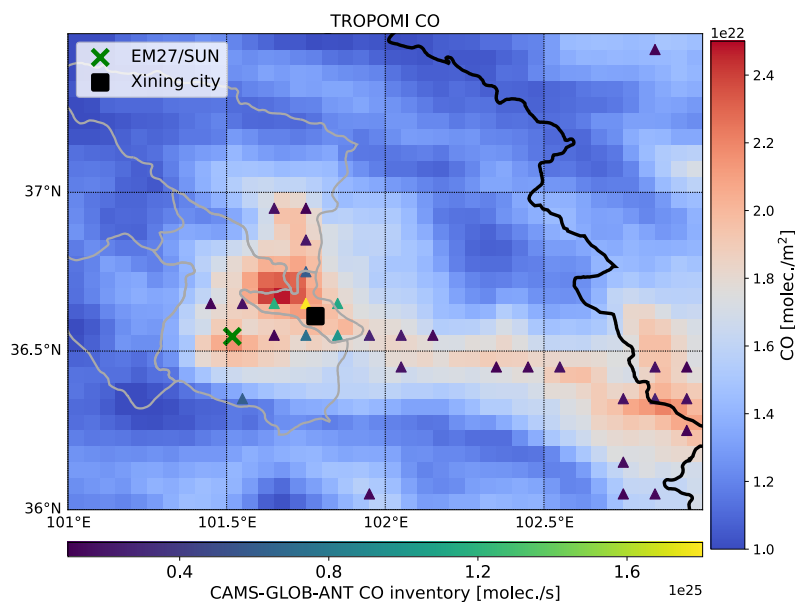 TROPOMI CO
EM27/SUN
Xining city
37°N
36.5°N
36°N
101°E
101.5°E
102°E
102.5°E
1e22
2.4
2.2
2.0
1.8
1.6
1.4
1.2
1.0
CO [molec./m²]
0.4
0.8
1.2
1.6
1e25
CAMS-GLOB-ANT CO inventory [molec./s]